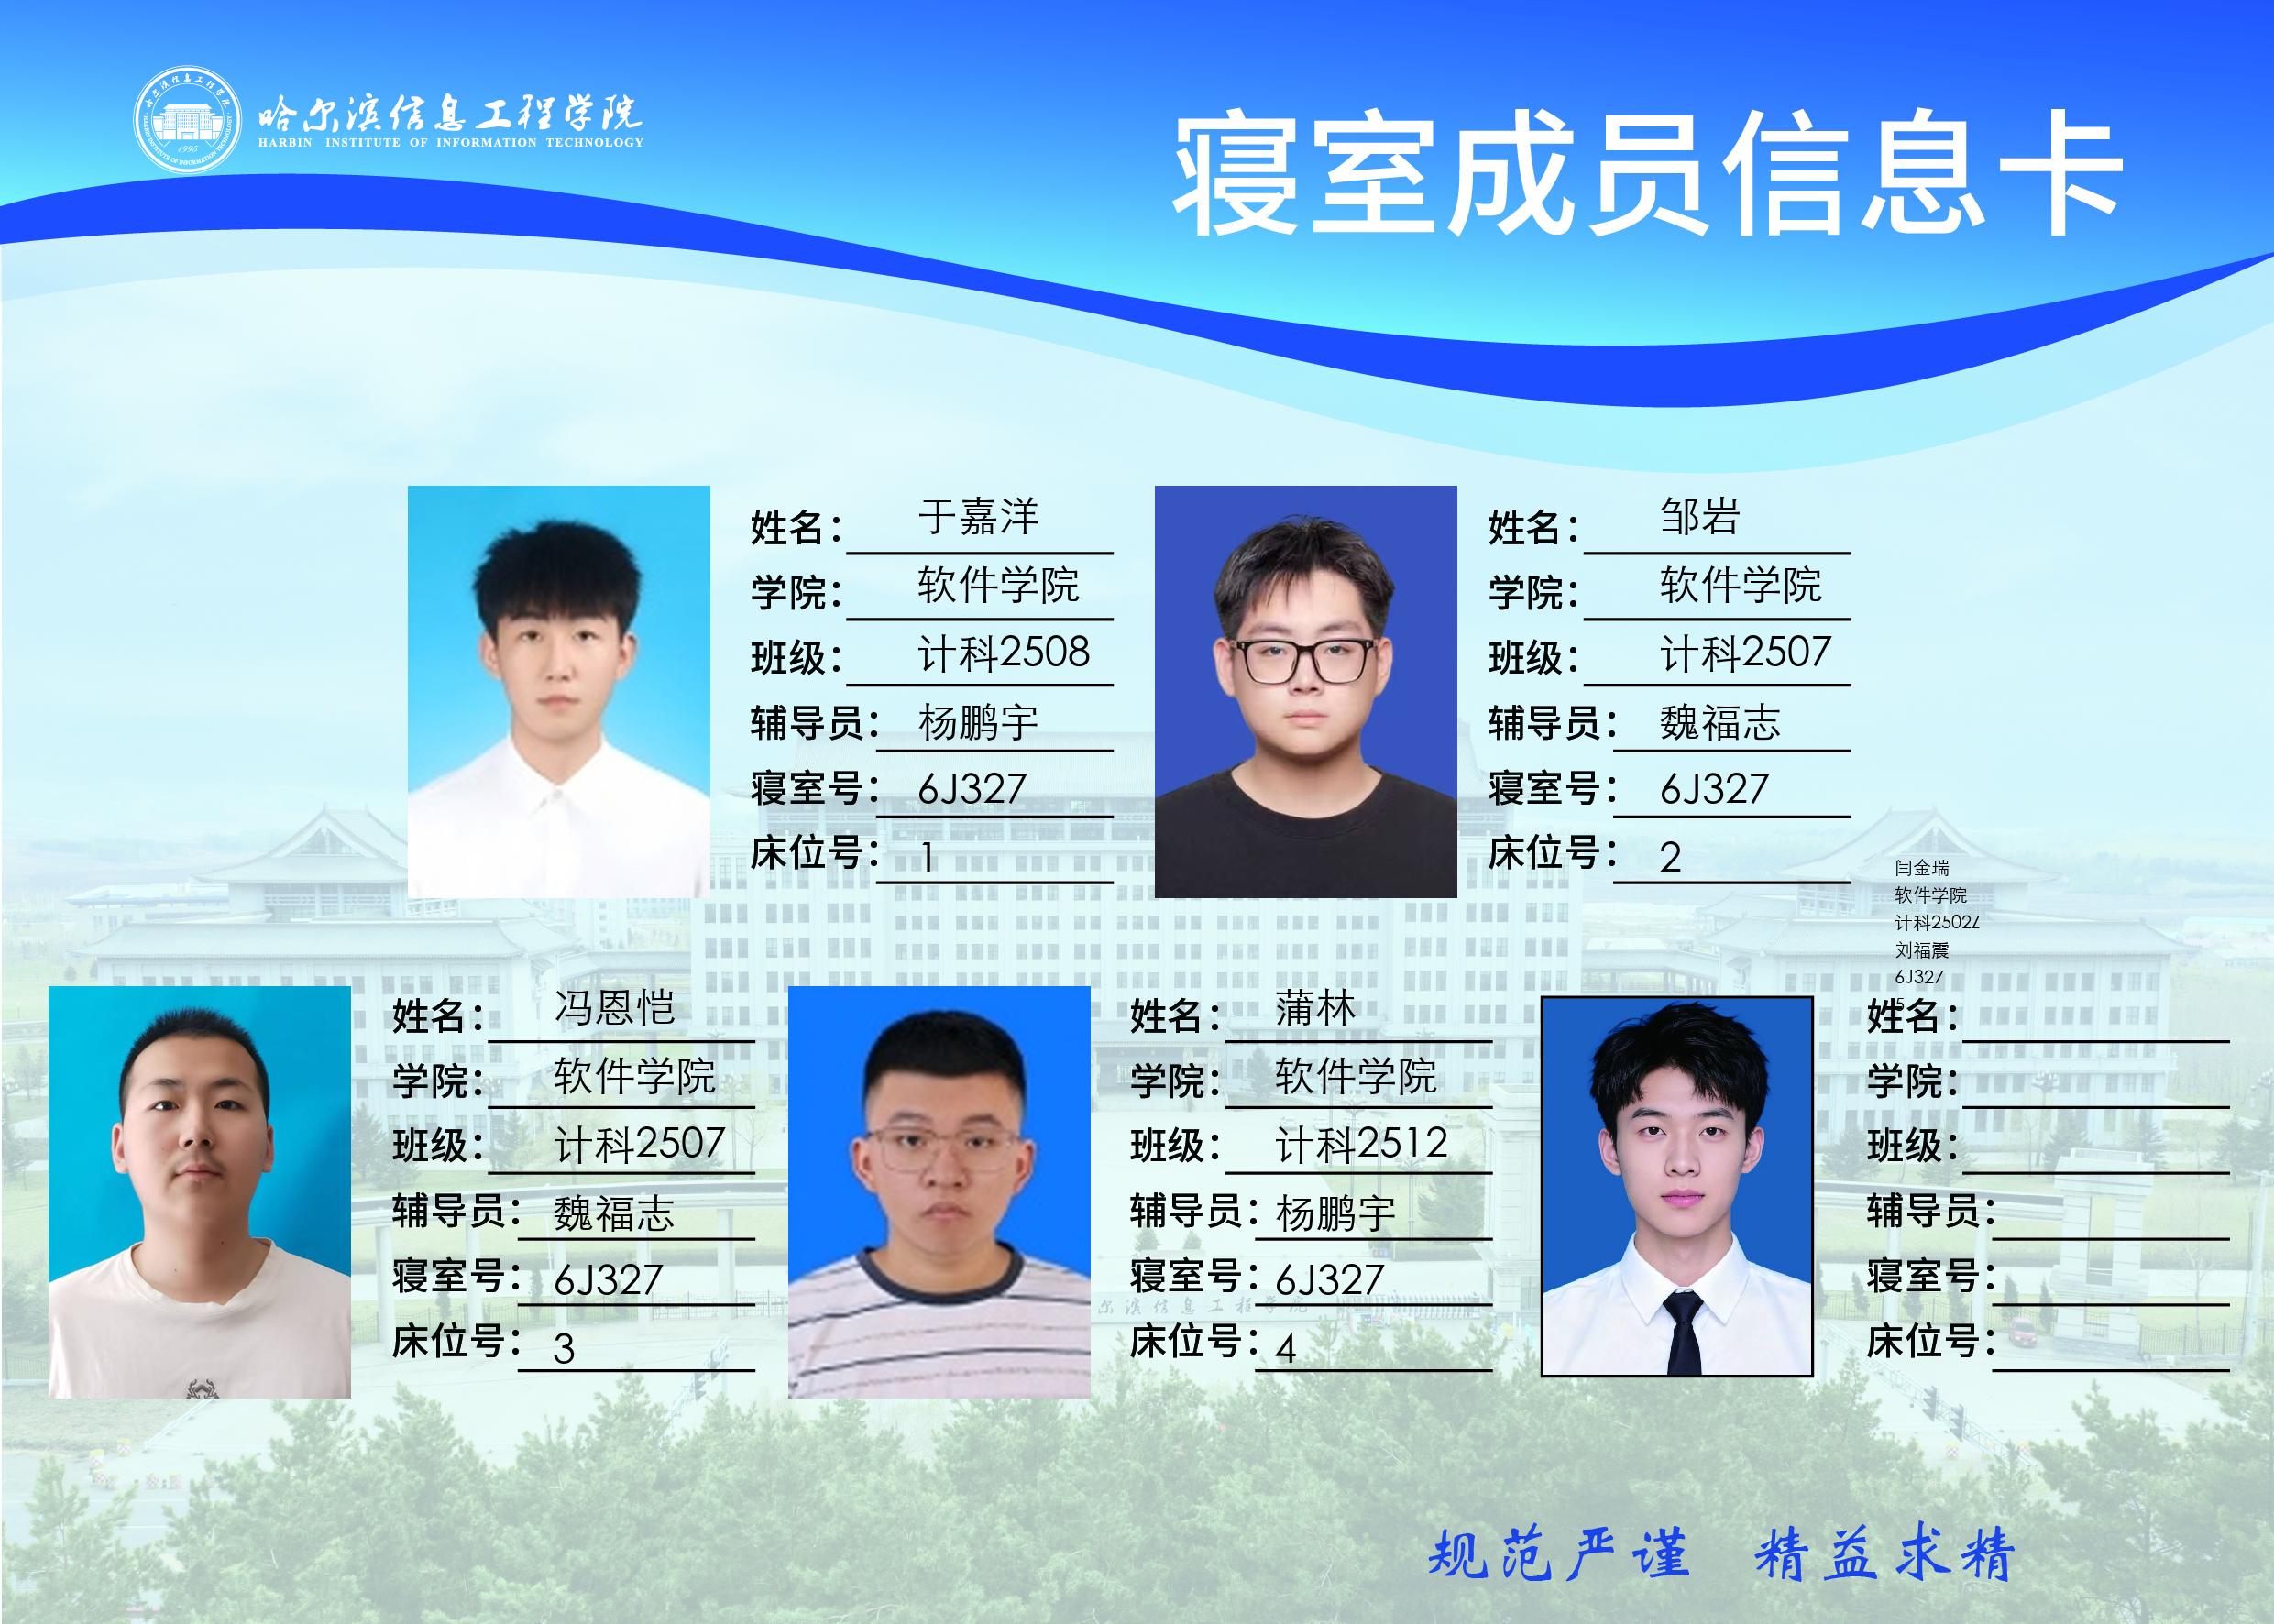 哈尔滨信息工程学院
HARBIN INSTITUTE OF INFORMATION TECHNOLOGY
1995
寝室成员信息卡
姓名： 于嘉洋
学院： 软件学院
班级： 计科2508
辅导员： 杨鹏宇
寝室号： 6J327
床位号： 1
姓名： 邹岩
学院： 软件学院
班级： 计科2507
辅导员： 魏福志
寝室号： 6J327
床位号： 2
闫金瑞
软件学院
计科2502Z
刘福震
6J327
5
姓名： 冯恩恺
学院： 软件学院
班级： 计科2507
辅导员： 魏福志
寝室号： 6J327
床位号： 3
姓名： 蒲林
学院： 软件学院
班级： 计科2512
辅导员： 杨鹏宇
寝室号： 6J327
床位号： 4
姓名：
学院：
班级：
辅导员：
寝室号：
床位号：
尔滨信息工程学院
规范严谨 精益求精